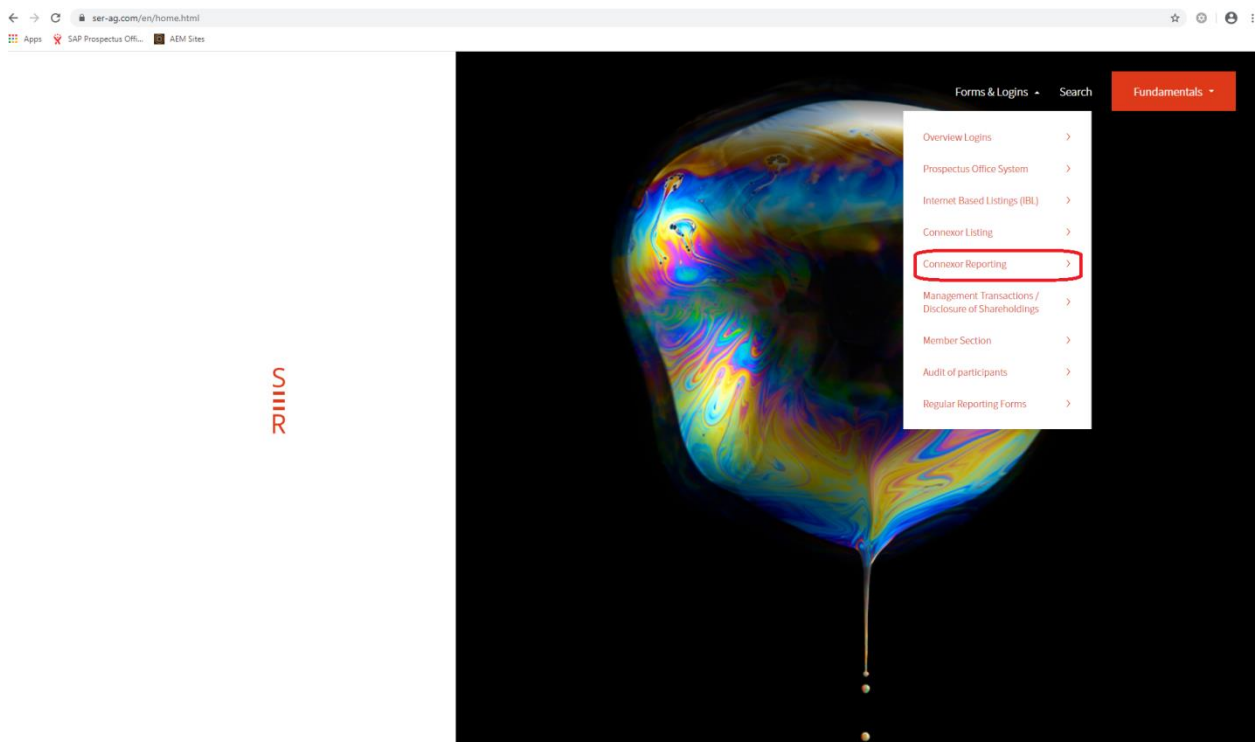 ser-ag.com/en/home.html
Apps SAP Prospectus Offi... AEM Sites
Forms & Logins Search Fundamentals
Overview Logins
Prospectus Office System
Internet Based Listings (IBL)
Connexor Listing
Connexor Reporting
Management Transactions /
Disclosure of Shareholdings
Member Section
Audit of participants
Regular Reporting Forms
S
R